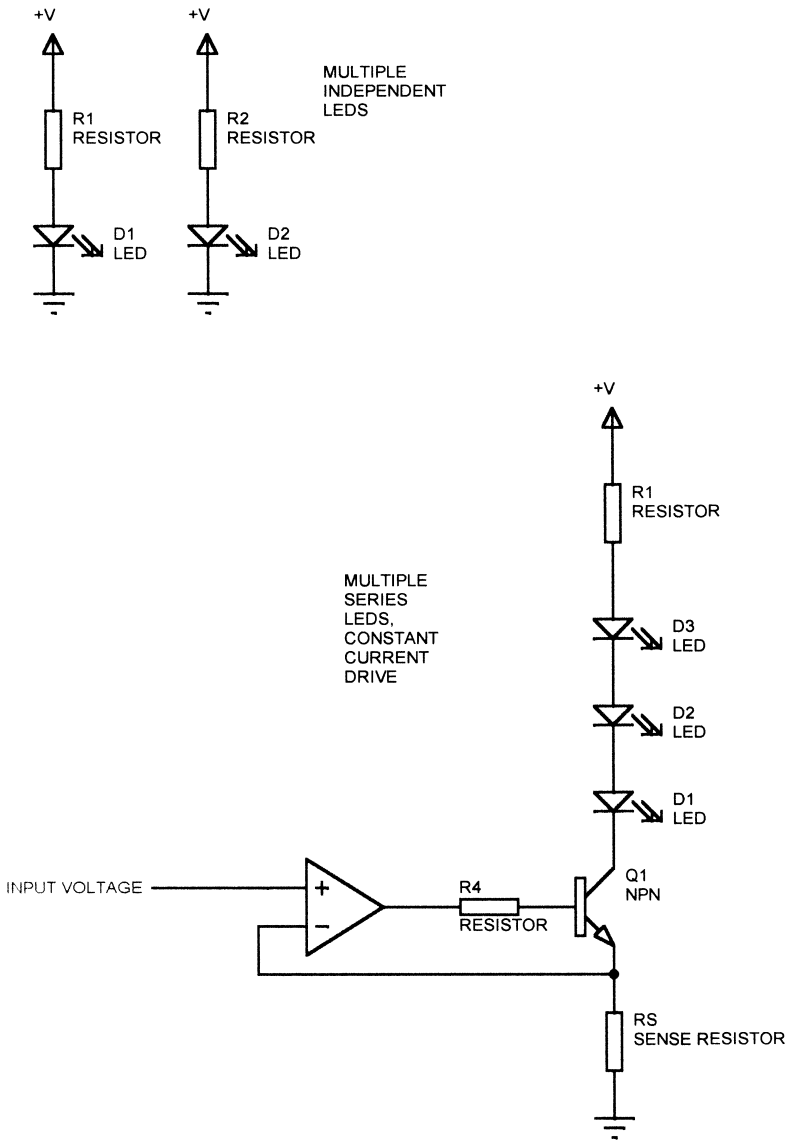 +V
+V
MULTIPLE
INDEPENDENT
LEDS
R1
RESISTOR
R2
RESISTOR
D1
LED
D2
LED
+V
R1
RESISTOR
MULTIPLE
SERIES
LEDS,
CONSTANT
CURRENT
DRIVE
D3
LED
D2
LED
D1
LED
INPUT VOLTAGE
+
−
R4
RESISTOR
Q1
NPN
RS
SENSE RESISTOR